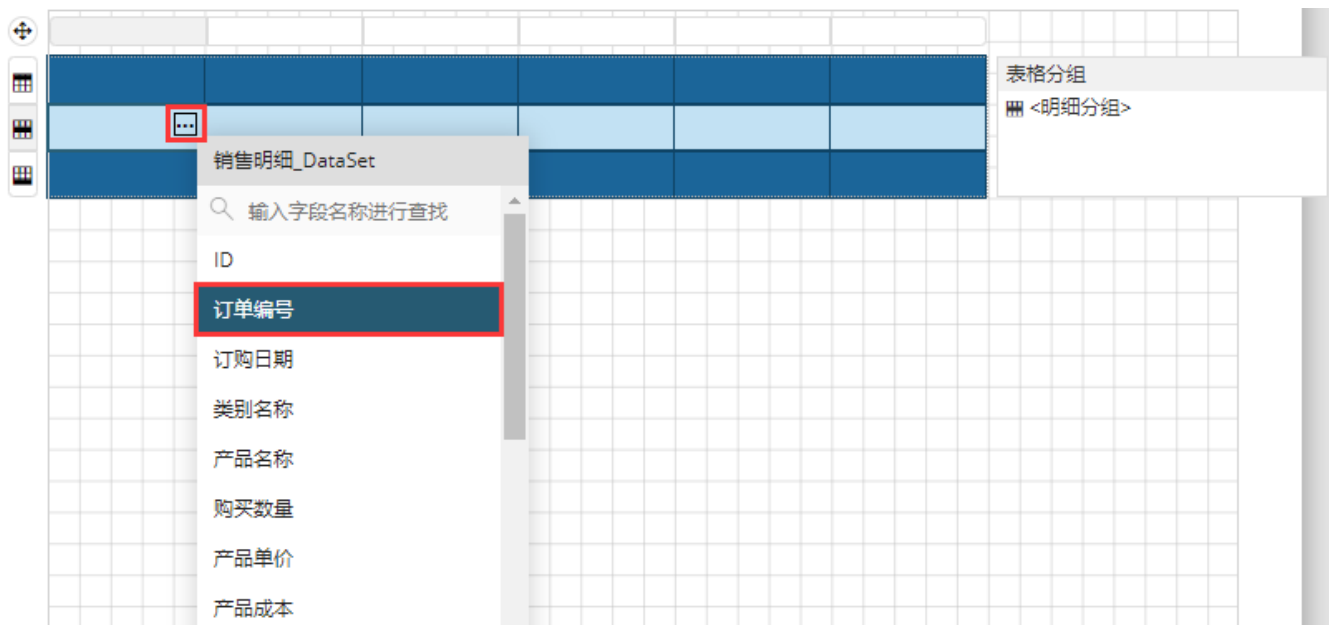 表格分组
<明细分组>
...
销售明细_DataSet
输入字段名称进行查找
ID
订单编号
订购日期
类别名称
产品名称
购买数量
产品单价
产品成本